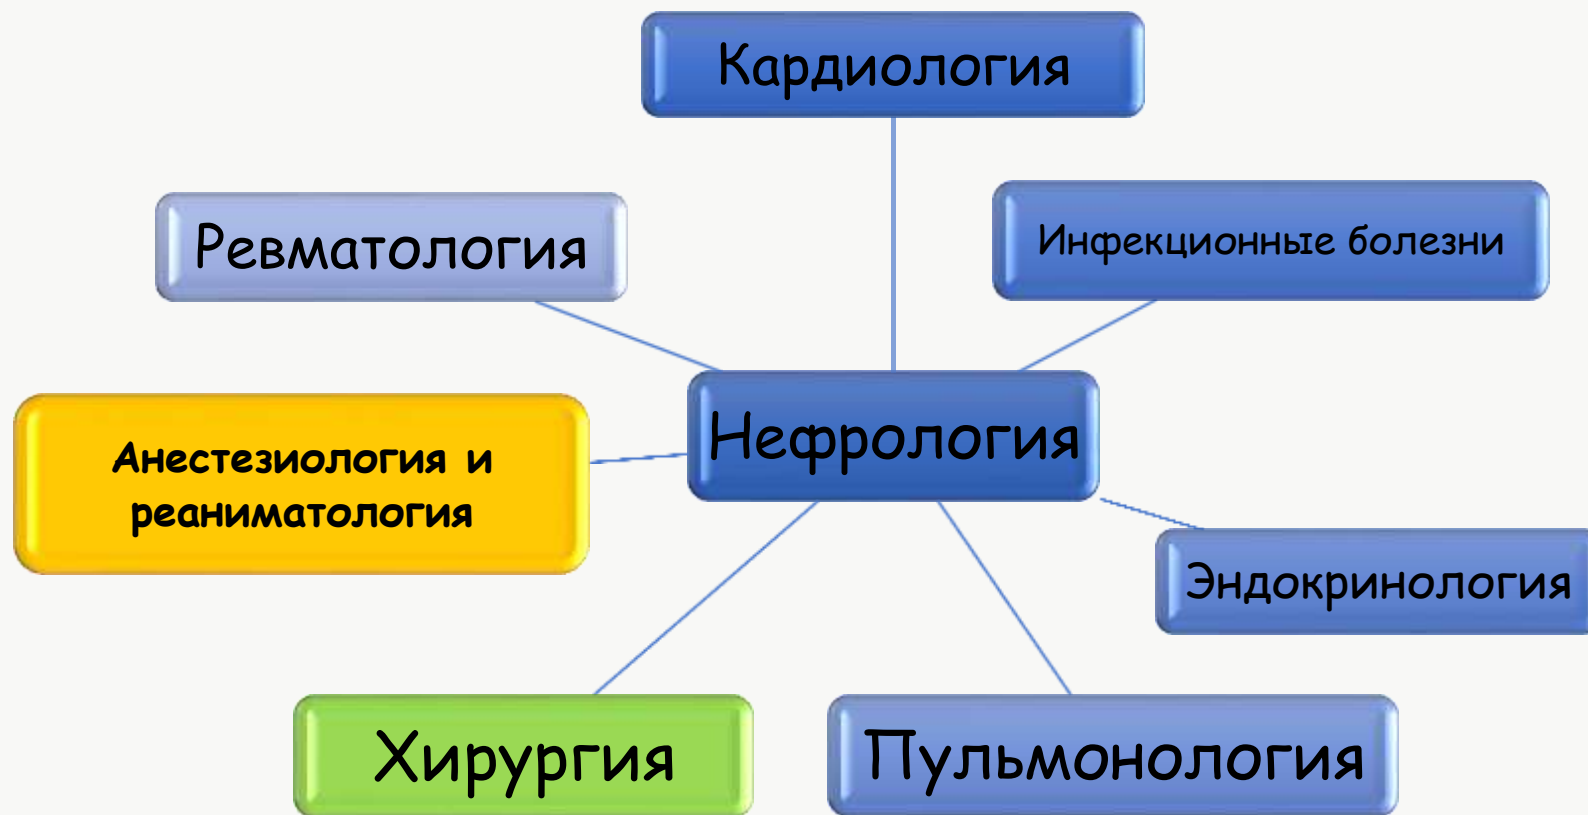 Кардиология
Ревматология
Инфекционные болезни
Нефрология
Анестезиология и
реаниматология
Эндокринология
Хирургия
Пульмонология